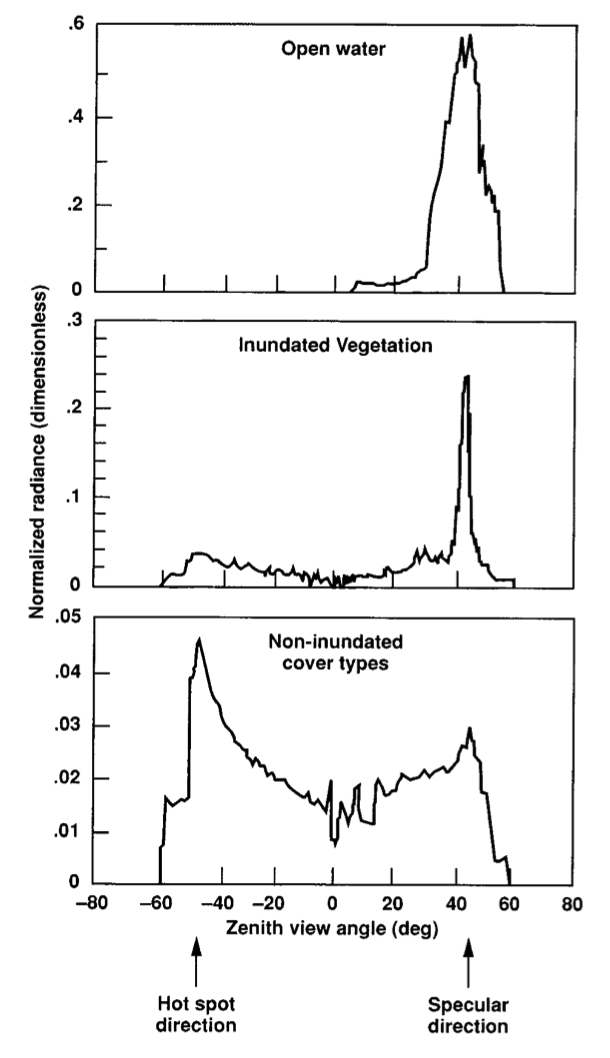 .6
Open water
.4
.2
0
.3
Inundated Vegetation
.2
.1
0
Normalized radiance (dimensionless)
.05
Non-inundated
cover types
.04
.03
.02
.01
0
–80 –60 –40 –20 0 20 40 60 80
Zenith view angle (deg)
Hot spot
direction
Specular
direction